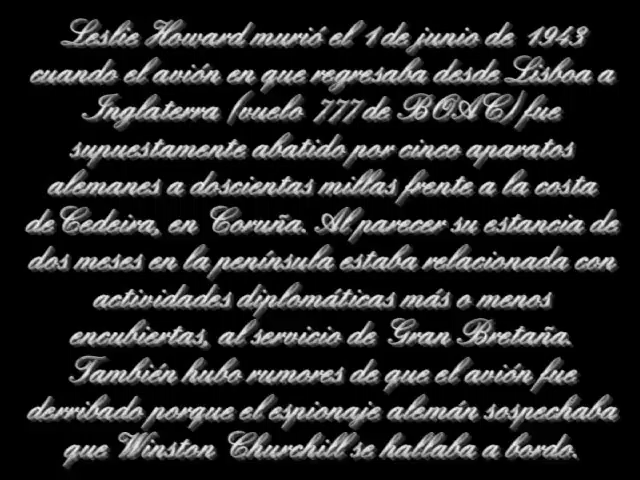 Leslie Howard murió el 1 de junio de 1943
cuando el avión en que regresaba desde Lisboa a
Inglaterra (vuelo 777 de BOAC) fue
supuestamente abatido por cinco aparatos
alemanes a doscientas millas frente a la costa
de Cedeira, en Coruña. Al parecer su estancia de
dos meses en la península estaba relacionada con
actividades diplomáticas más o menos
encubiertas, al servicio de Gran Bretaña.
También hubo rumores de que el avión fue
derribado porque el espionaje alemán sospechaba
que Winston Churchill se hallaba a bordo.